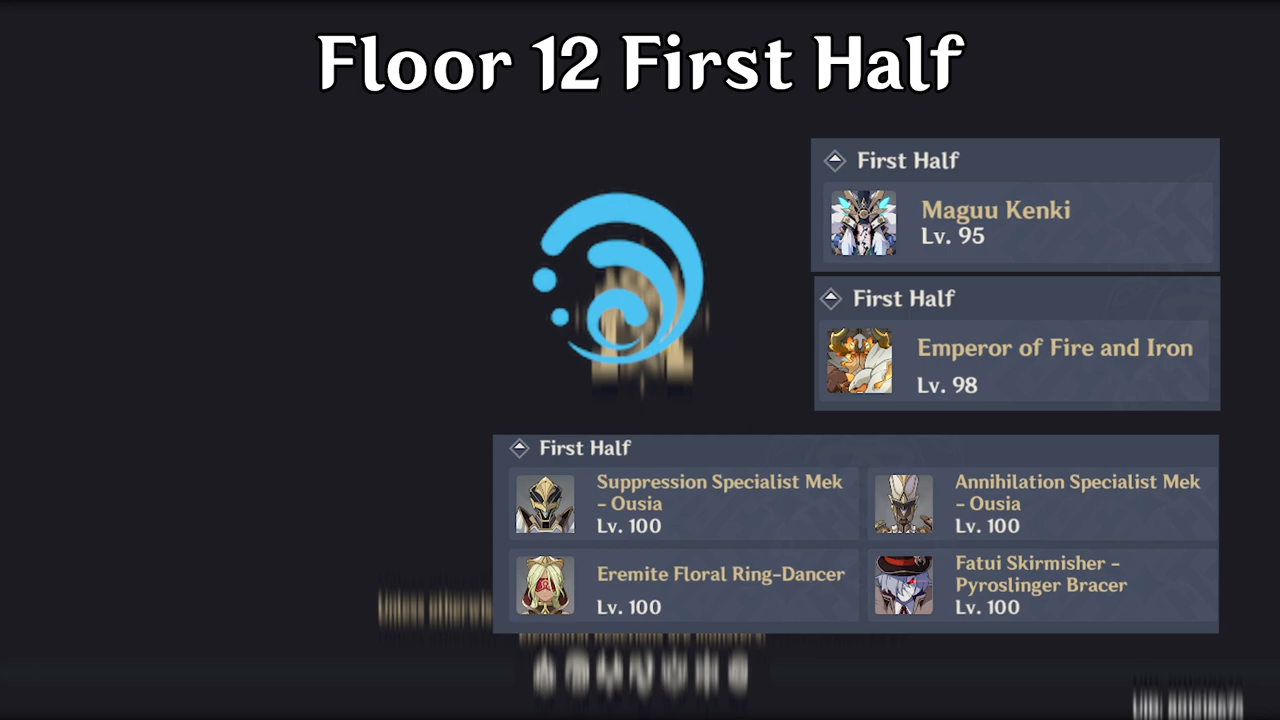 Floor 12 First Half
First Half
Maguu Kenki
Lv. 95
First Half
Emperor of Fire and Iron
Lv. 98
First Half
Suppression Specialist Mek
- Ousia
Lv. 100
Annihilation Specialist Mek
- Ousia
Lv. 100
Eremite Floral Ring-Dancer
Lv. 100
Fatui Skirmisher -
Pyroslinger Bracer
Lv. 100